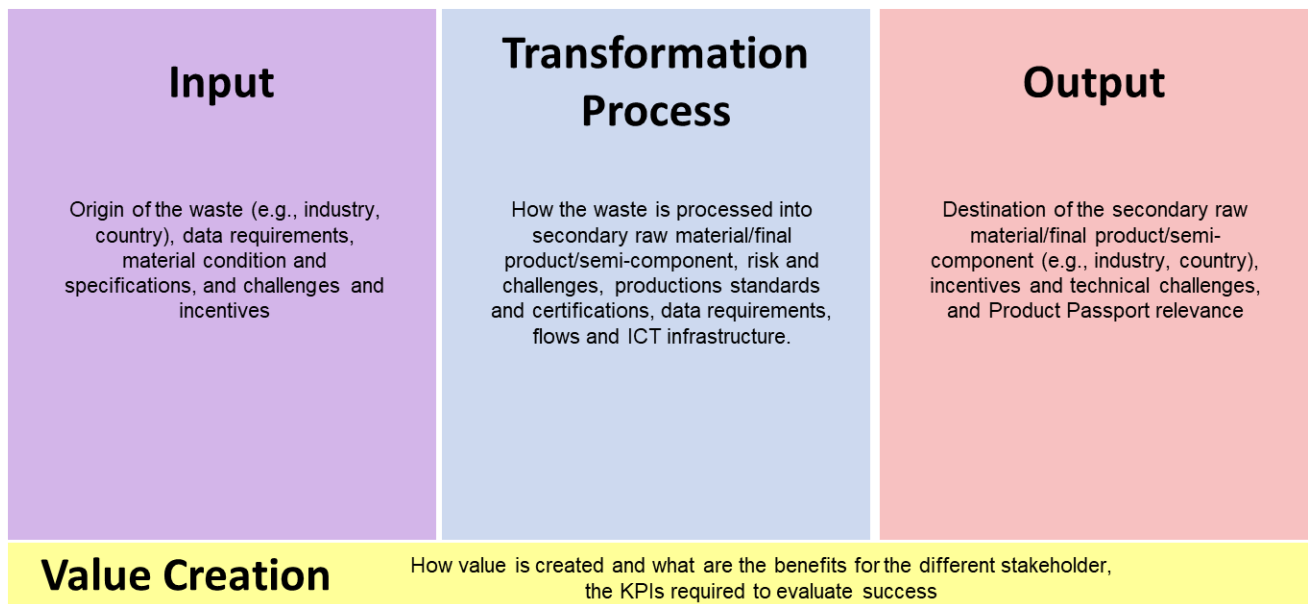 Input
Origin of the waste (e.g., industry,
country), data requirements,
material condition and
specifications, and challenges and
incentives
Transformation
Process
How the waste is processed into
secondary raw material/final
product/semi-component, risk and
challenges, productions standards
and certifications, data requirements,
flows and ICT infrastructure.
Output
Destination of the secondary raw
material/final product/semi-
component (e.g., industry, country),
incentives and technical challenges,
and Product Passport relevance
Value Creation
How value is created and what are the benefits for the different stakeholder,
the KPIs required to evaluate success